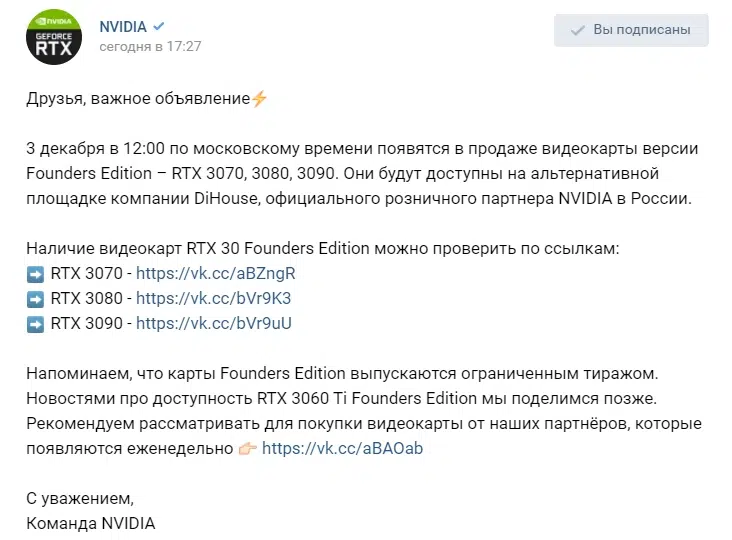 NVIDIA
GEFORCE
RTX
NVIDIA
сегодня в 17:27
Вы подписаны
Друзья, важное объявление⚡
3 декабря в 12:00 по московскому времени появятся в продаже видеокарты версии
Founders Edition – RTX 3070, 3080, 3090. Они будут доступны на альтернативной
площадке компании DiHouse, официального розничного партнера NVIDIA в России.
Наличие видеокарт RTX 30 Founders Edition можно проверить по ссылкам:
➡ RTX 3070 - https://vk.cc/aBZngR
➡ RTX 3080 - https://vk.cc/bVr9K3
➡ RTX 3090 - https://vk.cc/bVr9uU
Напоминаем, что карты Founders Edition выпускаются ограниченным тиражом.
Новостями про доступность RTX 3060 Ti Founders Edition мы поделимся позже.
Рекомендуем рассматривать для покупки видеокарты от наших партнёров, которые
появляются еженедельно 👉🏻 https://vk.cc/aBAOab
С уважением,
Команда NVIDIA